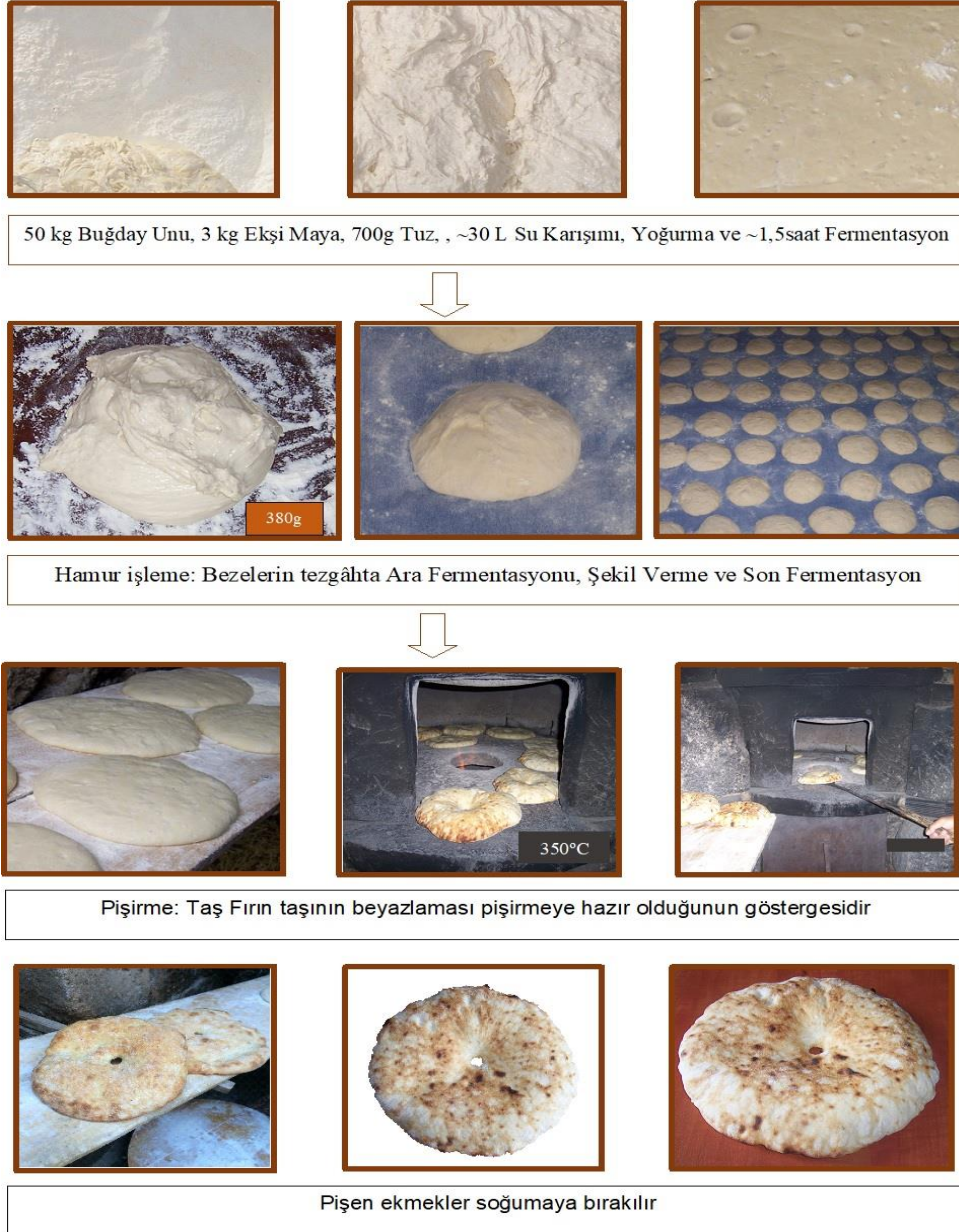 50 kg Buğday Unu, 3 kg Ekşi Maya, 700g Tuz, , ~30 L Su Karışımı, Yoğurma ve ~1,5saat Fermentasyon
380g
Hamur işleme: Bezelerin tezgâhta Ara Fermentasyonu, Şekil Verme ve Son Fermentasyon
350°C
Pişirme: Taş Fırın taşının beyazlaması pişirmeye hazır olduğunun göstergesidir
Pişen ekmekler soğumaya bırakılır